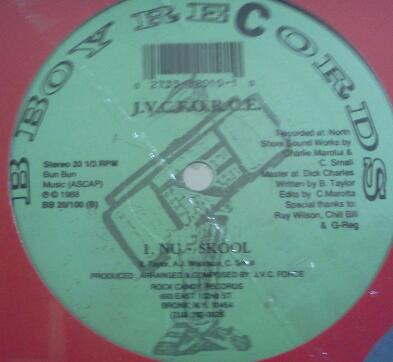 B BOY RECORDS
J.V.C.F.O.R.C.E.
Stereo 33 1/3 RPM
Bun Bun
Music (ASCAP)
℗ © 1988
BB 20/100 (B)
Recorded at: North
Shore Sound Works by
Charlie Marotta &
C. Small
Master at: Dick Charles
Written by: B. Taylor
Edits by: C.Marotta
Special thanks to:
Ray Wilson, Chill Bill
& G-Reg
1. NU - SKOOL
PRODUCED, ARRANGED & COMPOSED BY: J.V.C. FORCE
ROCK CANDY RECORDS
BRONX, N.Y.